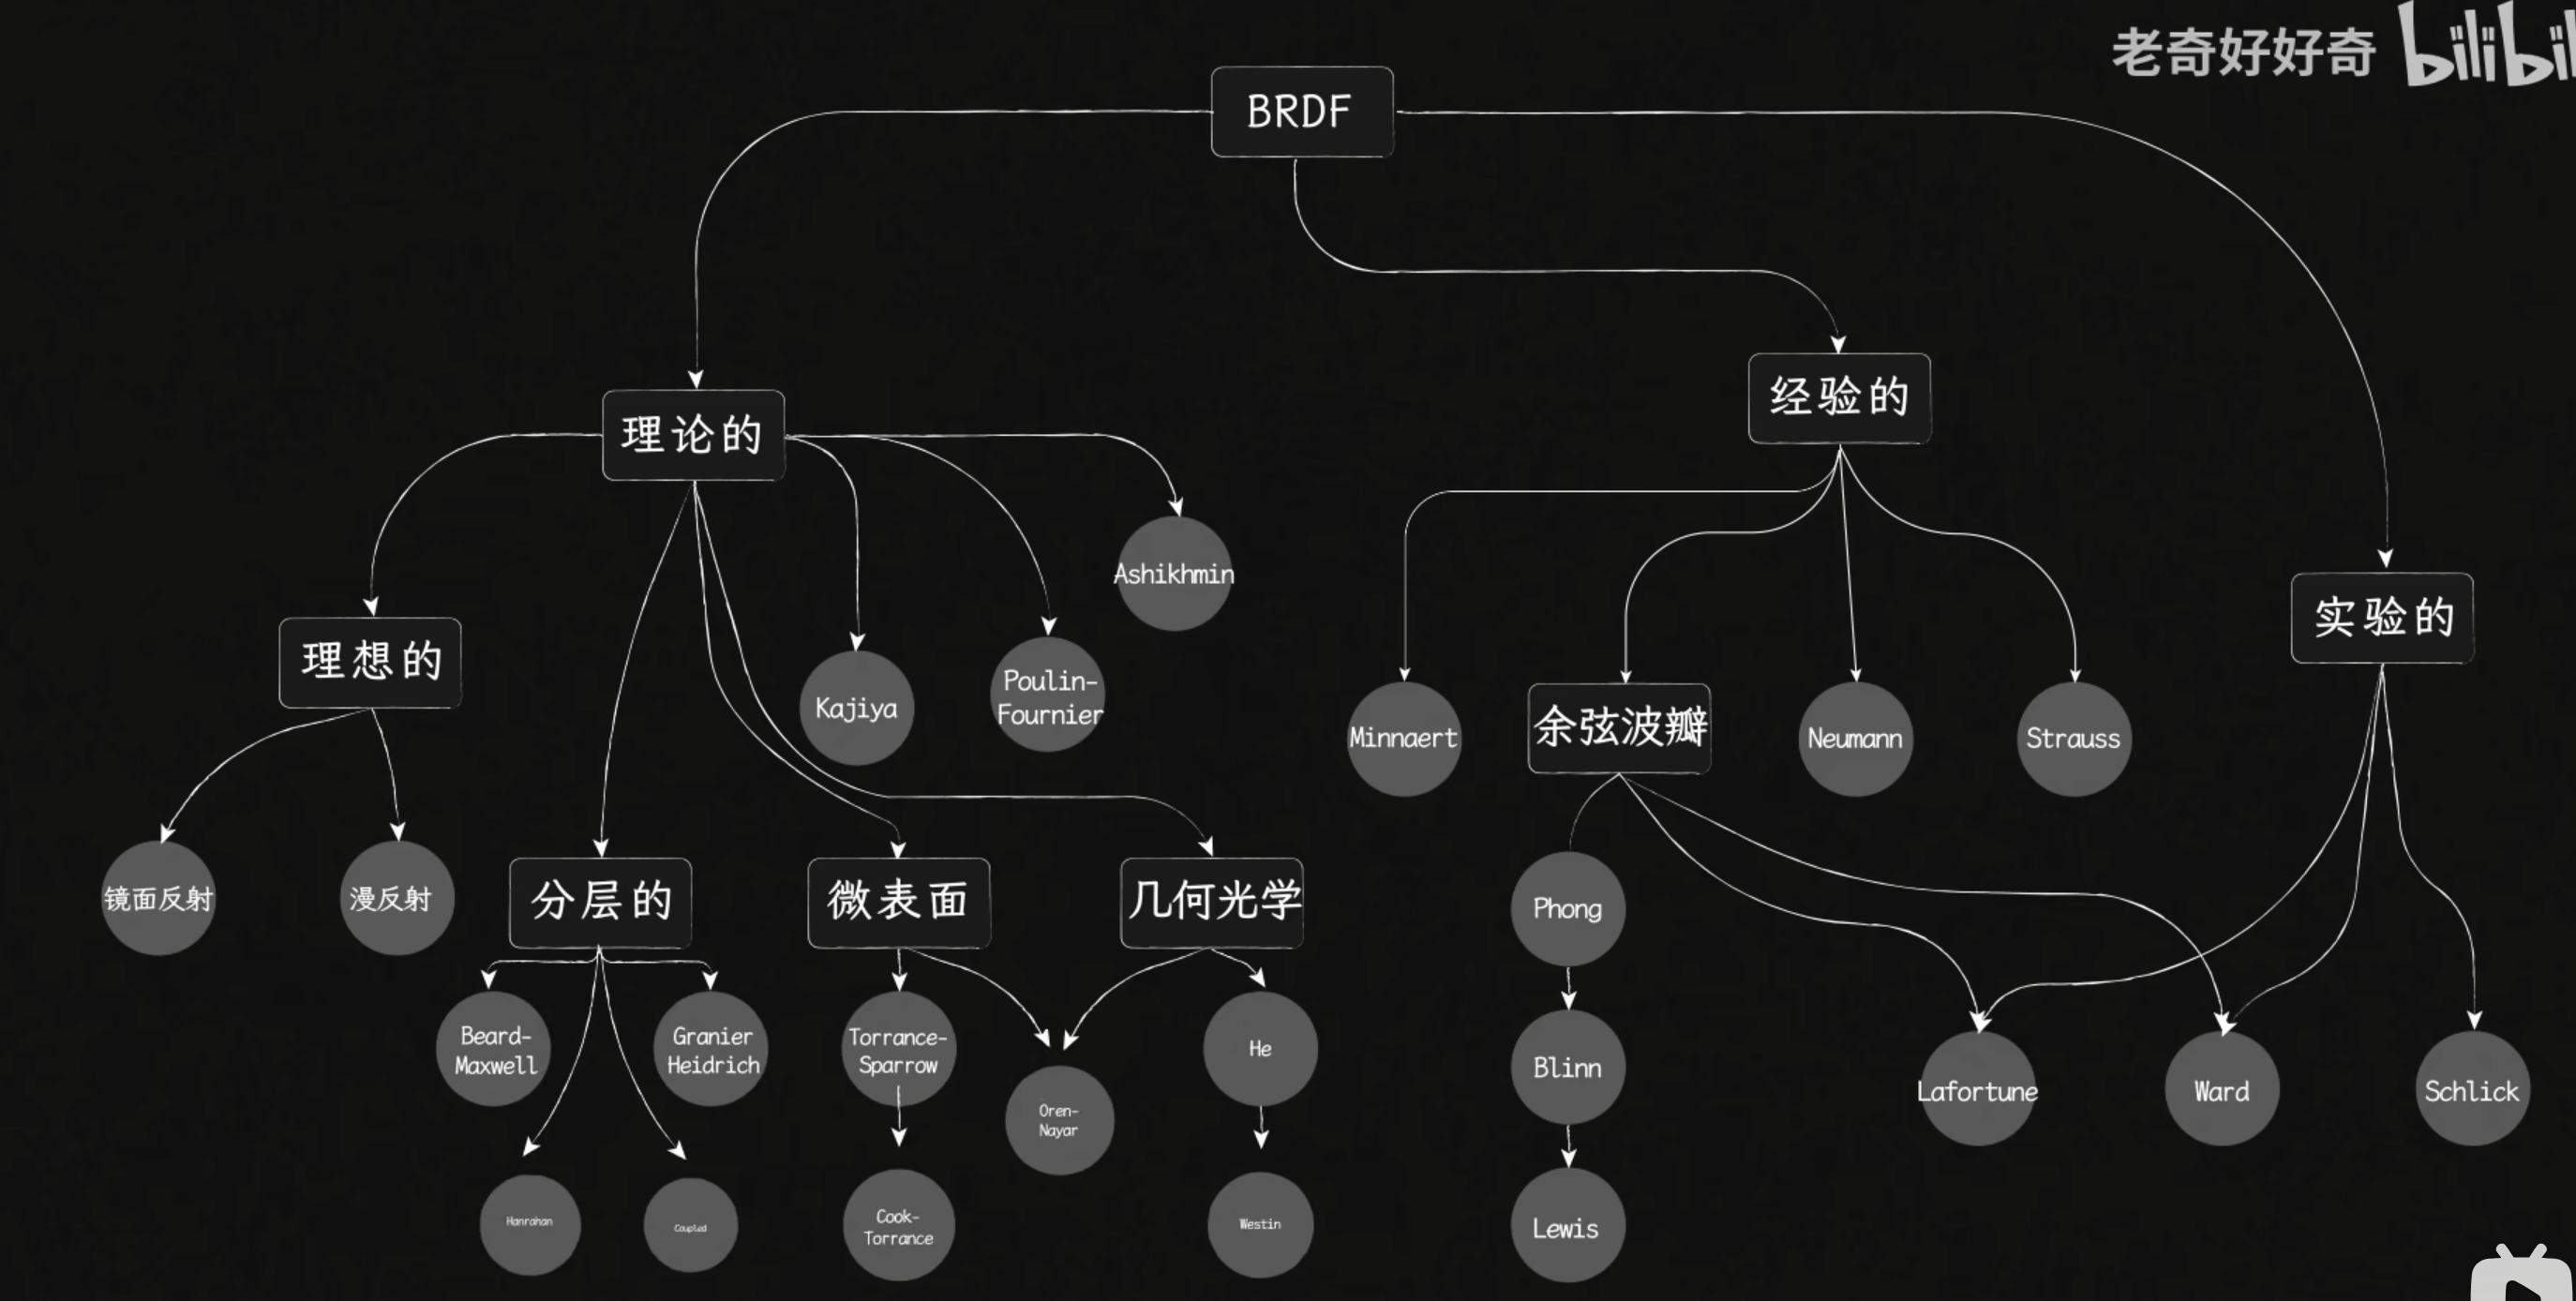 老奇好好奇
BRDF
经验的
理论的
Ashikhmin
实验的
理想的
Kajiya
Poulin-
Fournier
Minnaert
余弦波瓣
Neumann
Strauss
镜面反射
漫反射
分层的
微表面
几何光学
Phong
Beard-
Maxwell
Granier
Heidrich
Torrance-
Sparrow
He
Oren-
Nayar
Blinn
Lafortune
Ward
Schlick
Hanrahan
Coupled
Cook-
Torrance
Westin
Lewis